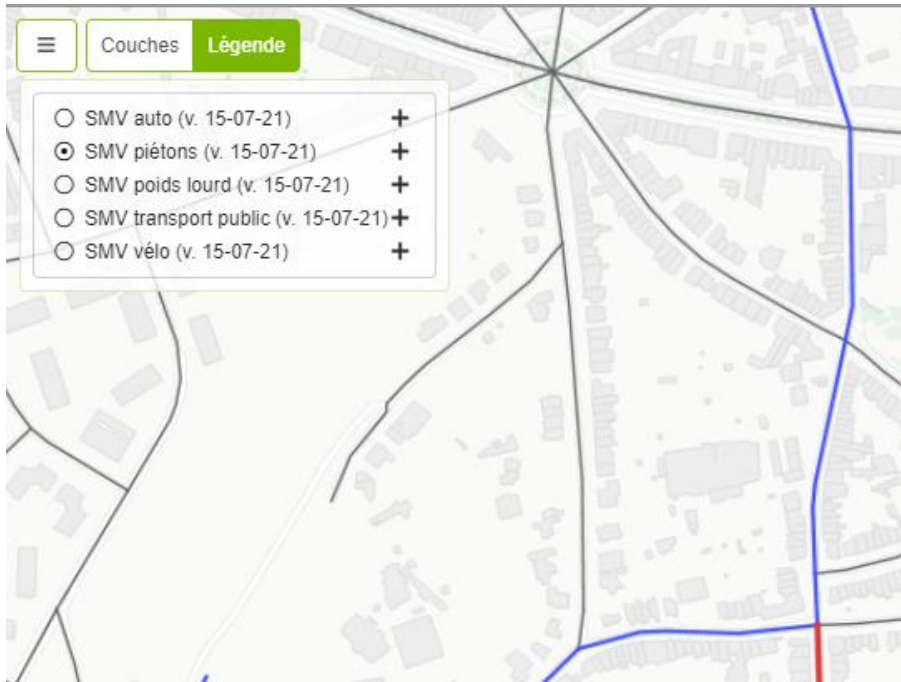 Couches Légende
SMV auto (v. 15-07-21) +
SMV piétons (v. 15-07-21) +
SMV poids lourd (v. 15-07-21) +
SMV transport public (v. 15-07-21) +
SMV vélo (v. 15-07-21) +